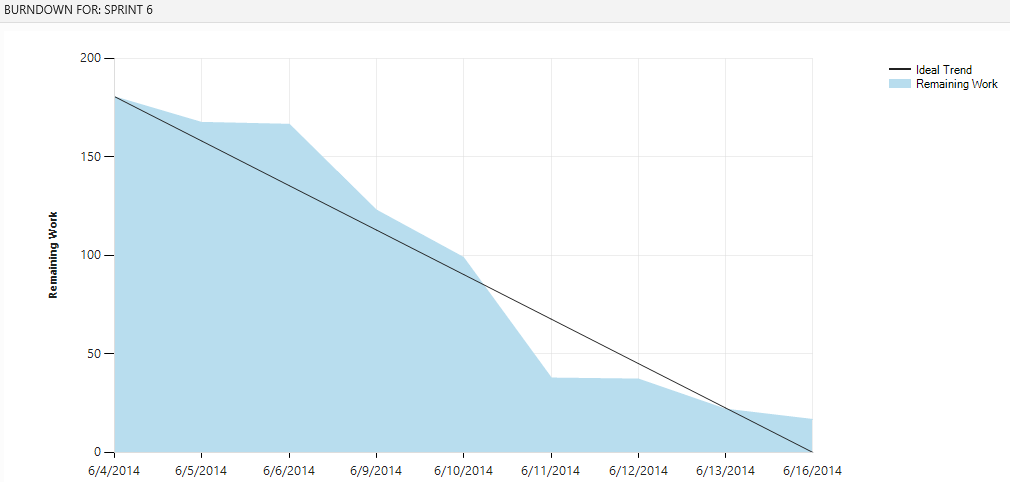 BURNDOWN FOR: SPRINT 6
Ideal Trend
Remaining Work
Remaining Work
200
150
100
50
0
6/4/2014 6/5/2014 6/6/2014 6/9/2014 6/10/2014 6/11/2014 6/12/2014 6/13/2014 6/16/2014